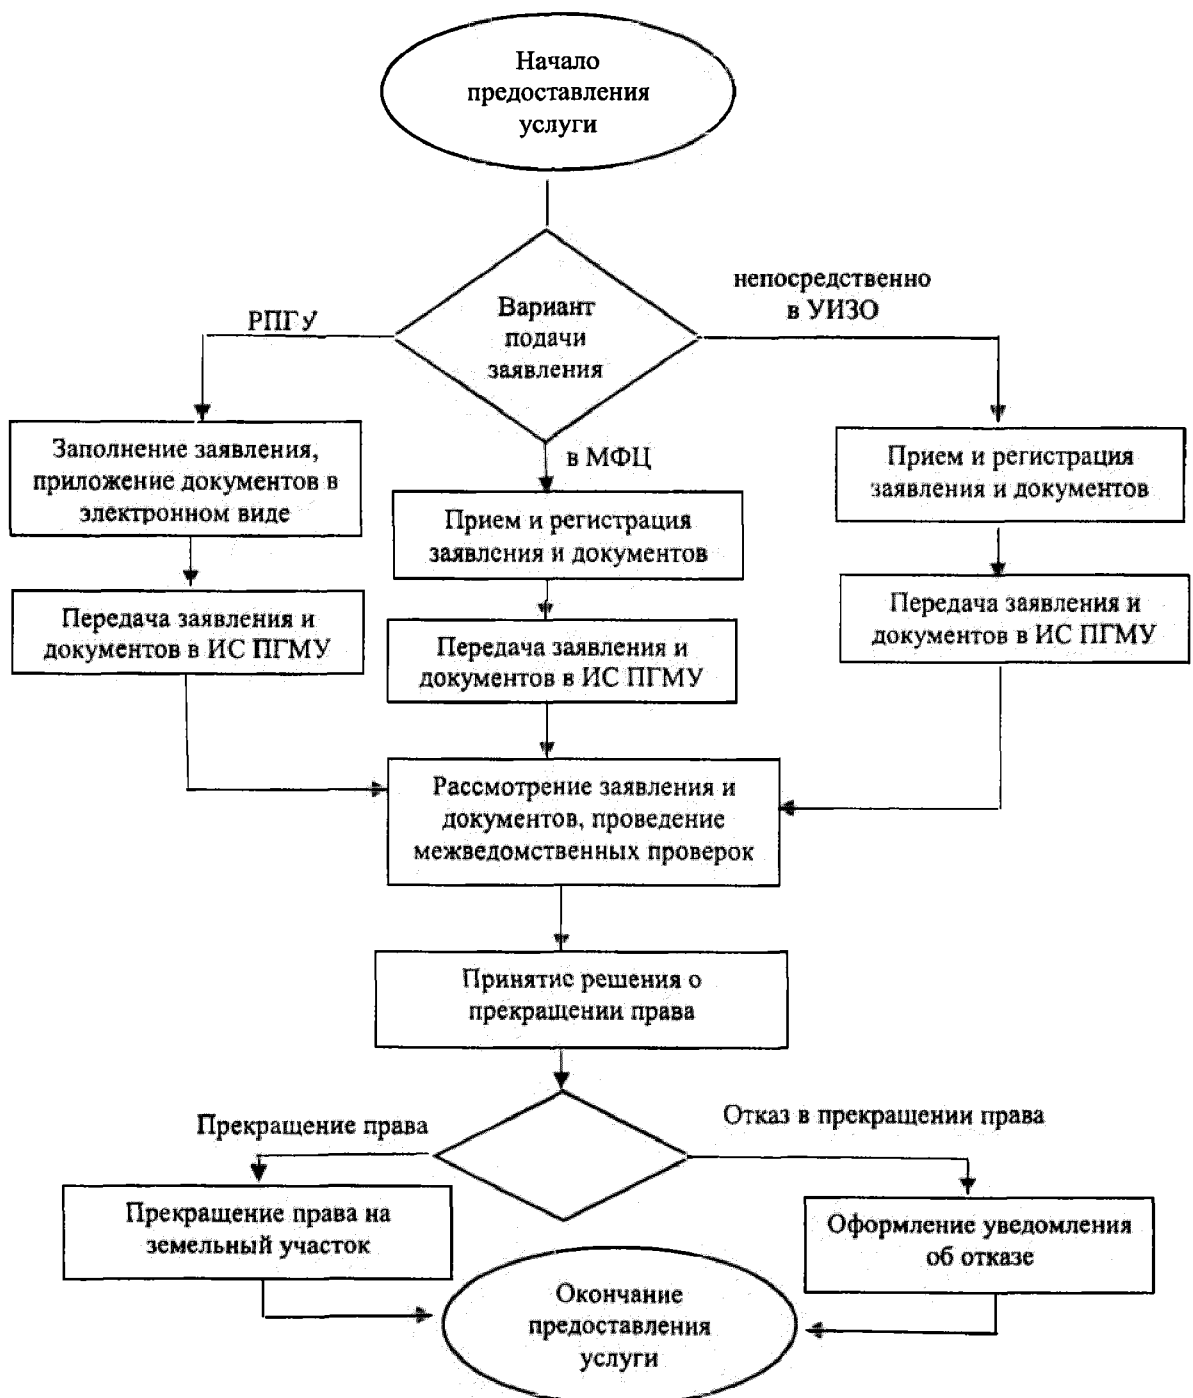 Начало
предоставления
услуги
Вариант
подачи
заявления
РПГУ
непосредственно
в УИЗО
в МФЦ
Заполнение заявления,
приложение документов в
электронном виде
Прием и регистрация
заявления и документов
Прием и регистрация
заявления и документов
Передача заявления и
документов в ИС ПГМУ
Передача заявления и
документов в ИС ПГМУ
Передача заявления и
документов в ИС ПГМУ
Рассмотрение заявления и
документов, проведение
межведомственных проверок
Принятие решения о
прекращении права
Прекращение права
Отказ в прекращении права
Прекращение права на
земельный участок
Оформление уведомления
об отказе
Окончание
предоставления
услуги